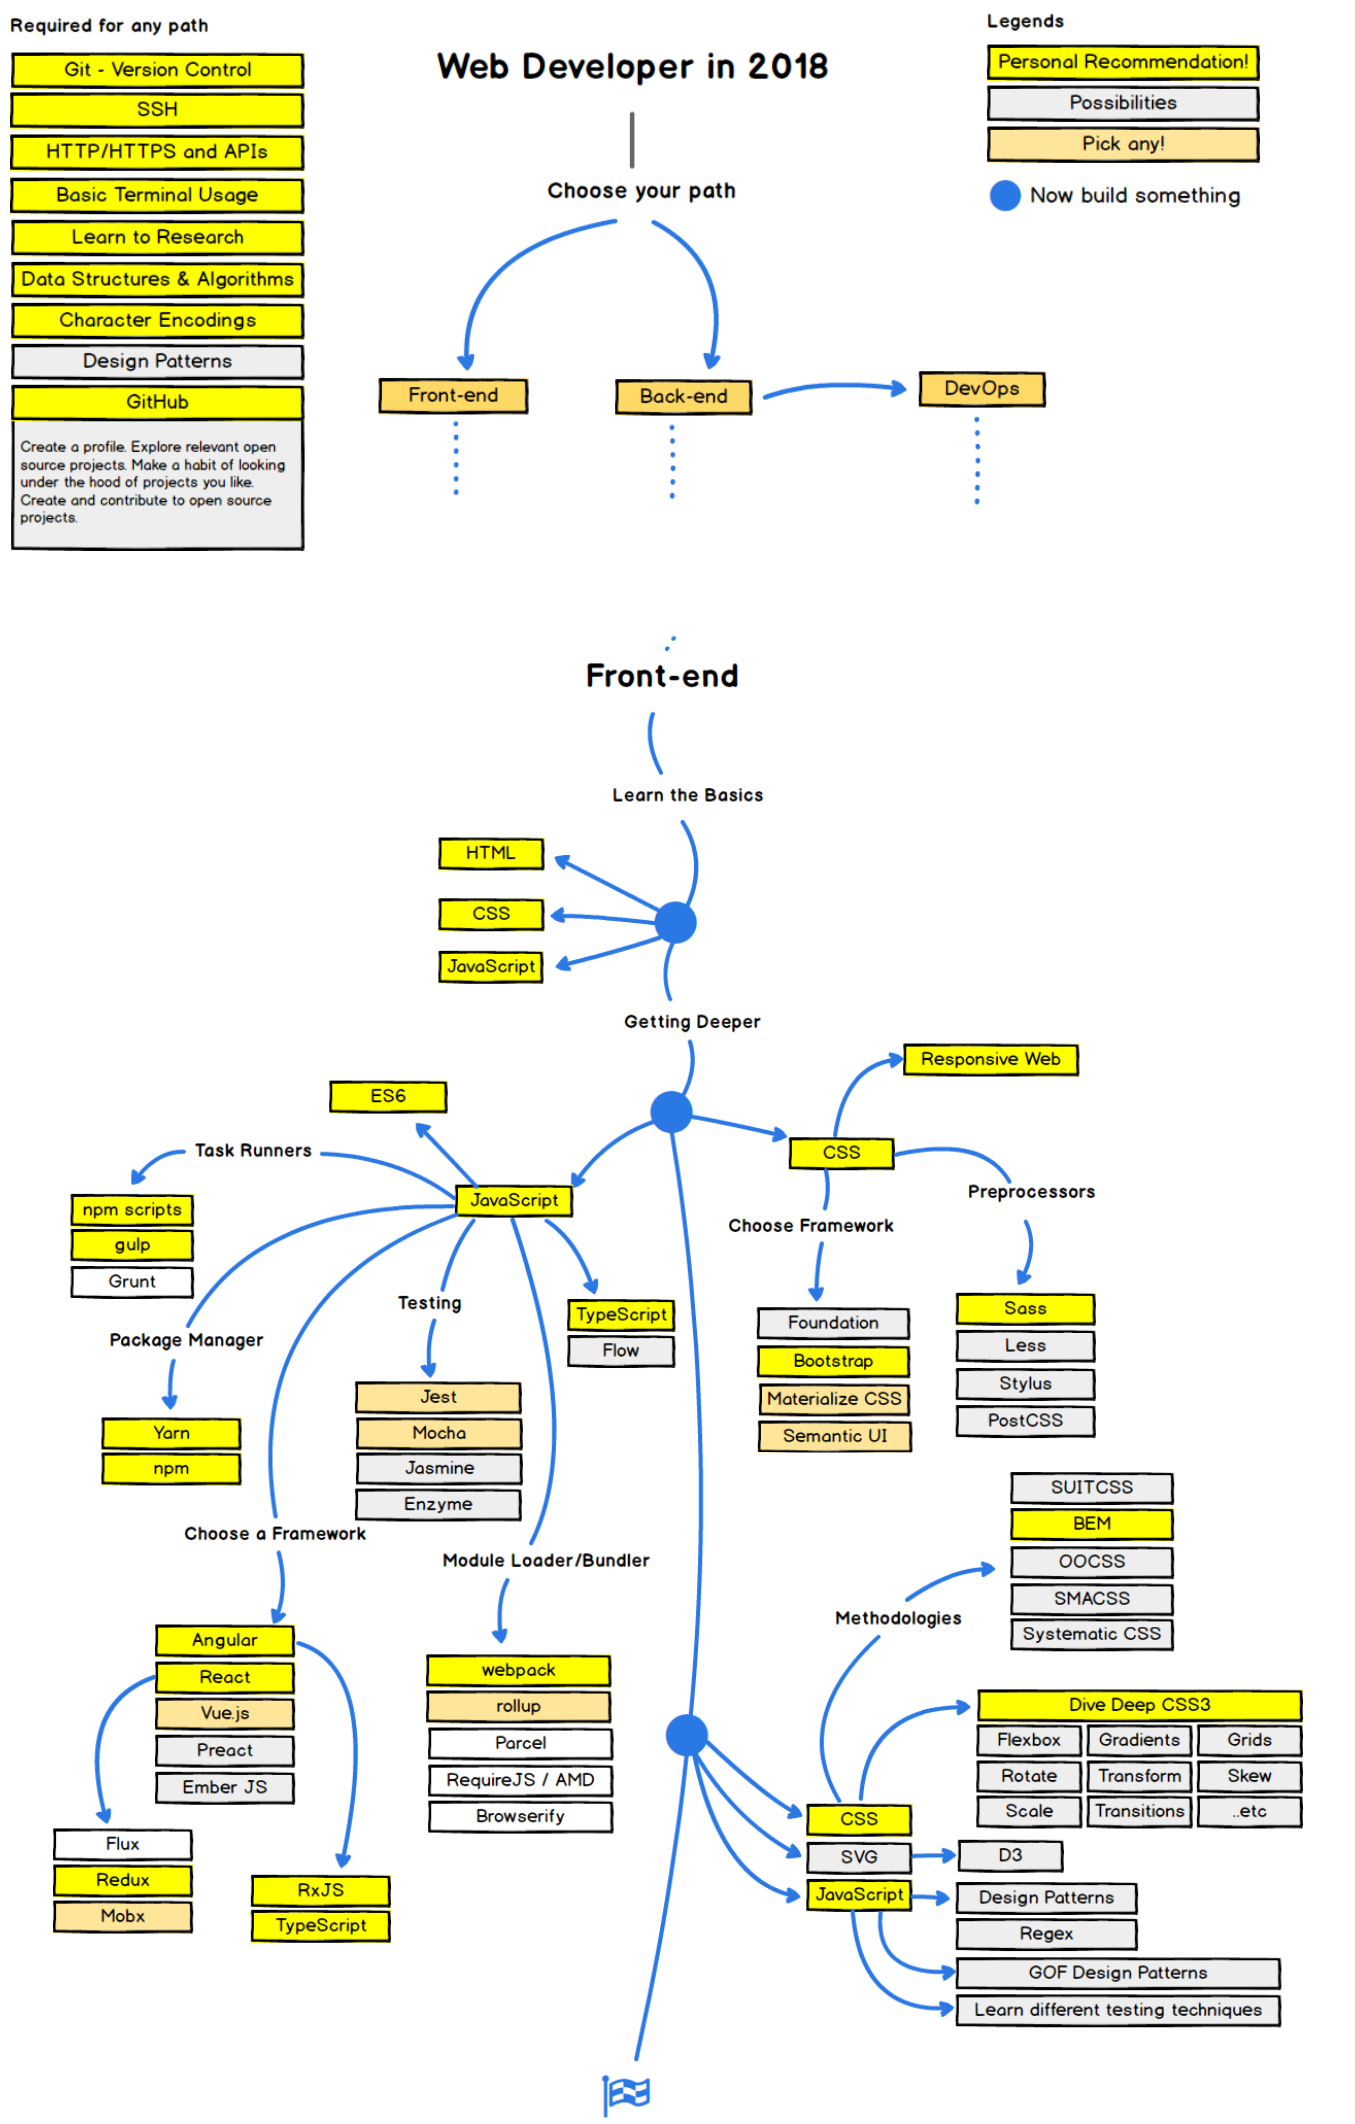 Required for any path
Git - Version Control
SSH
HTTP/HTTPS and APIs
Basic Terminal Usage
Learn to Research
Data Structures & Algorithms
Character Encodings
Design Patterns
GitHub
Create a profile. Explore relevant open
source projects. Make a habit of looking
under the hood of projects you like.
Create and contribute to open source
projects.
Web Developer in 2018
Choose your path
Front-end
Back-end
DevOps
Legends
Personal Recommendation!
Possibilities
Pick any!
Now build something
Front-end
Learn the Basics
HTML
CSS
JavaScript
Getting Deeper
JavaScript
ES6
Task Runners
npm scripts
gulp
Grunt
Package Manager
Yarn
npm
Choose a Framework
Angular
React
Vue.js
Preact
Ember JS
Flux
Redux
Mobx
RxJS
TypeScript
Testing
Jest
Mocha
Jasmine
Enzyme
Module Loader/Bundler
webpack
rollup
Parcel
RequireJS / AMD
Browserify
TypeScript
Flow
CSS
Responsive Web
Choose Framework
Foundation
Bootstrap
Materialize CSS
Semantic UI
Preprocessors
Sass
Less
Stylus
PostCSS
CSS
SVG
JavaScript
Methodologies
SUITCSS
BEM
OOCSS
SMACSS
Systematic CSS
Dive Deep CSS3
Flexbox
Gradients
Grids
Rotate
Transform
Skew
Scale
Transitions
..etc
D3
Design Patterns
Regex
GOF Design Patterns
Learn different testing techniques